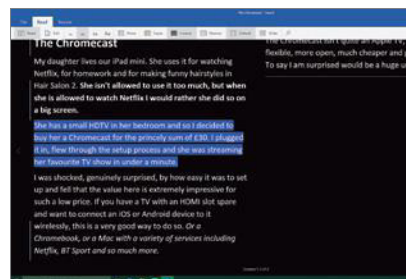 File Read Review
The Chromecast
My daughter lives our iPad mini. She uses it for watching
Netflix, for homework and for making funny hairstyles in
Hair Salon 2. She isn't allowed to use it too much, but when
she is allowed to watch Netflix I would rather she did so on
a big screen.
She has a small HDTV in her bedroom and so I decided to
buy her a Chromecast for the princely sum of £30. I plugged
it in, flew through the setup process and she was streaming
her favourite TV show in under a minute.
I was shocked, genuinely surprised, by how easy it was to set
up and fell that the value here is extremely impressive for
such a low price. If you have a TV with an HDMI slot spare
and want to connect an iOS or Android device to it
wirelessly, this is a very good way to do so. Or a
Chromebook, or a Mac with a variety of services including
Netflix, BT Sport and so much more.
The Chromecast isn't quite an Apple TV,
flexible, more open, much cheaper and
To say I am surprised would be a huge u